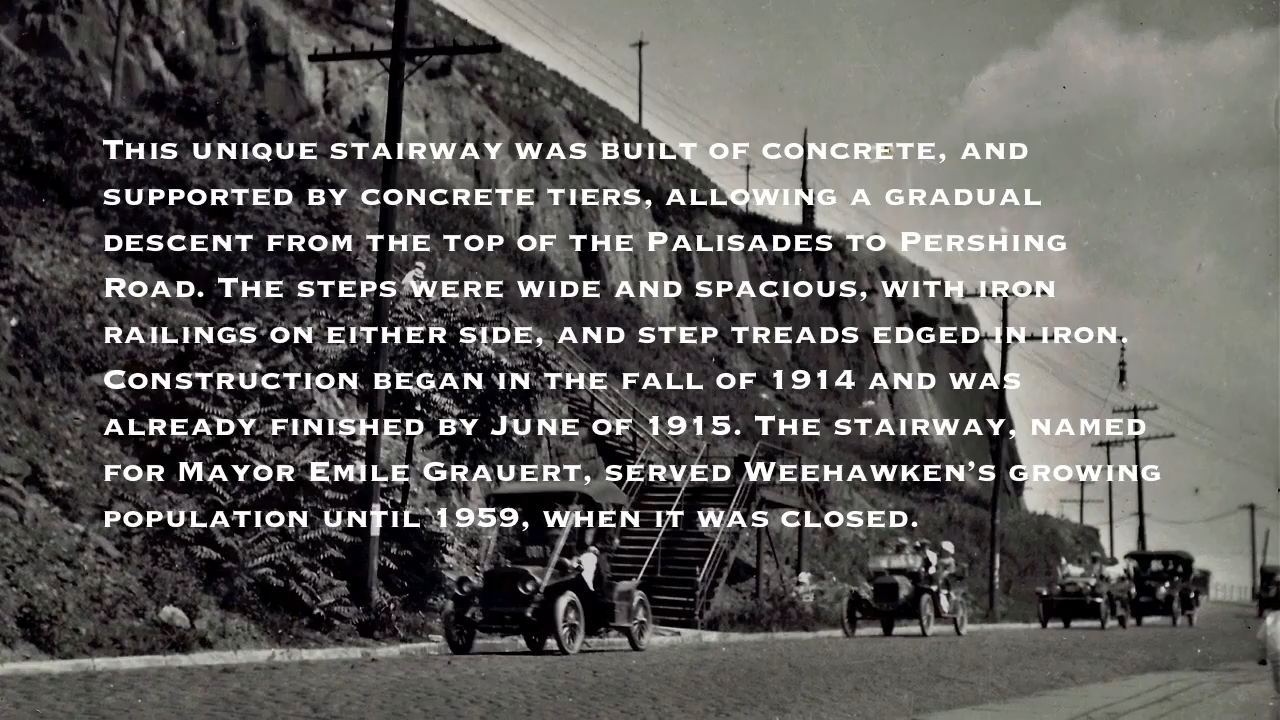 This unique stairway was built of concrete, and
supported by concrete tiers, allowing a gradual
descent from the top of the Palisades to Pershing
Road. The steps were wide and spacious, with iron
railings on either side, and step treads edged in iron.
Construction began in the fall of 1914 and was
already finished by June of 1915. The stairway, named
for Mayor Emile Grauert, served Weehawken’s growing
population until 1959, when it was closed.